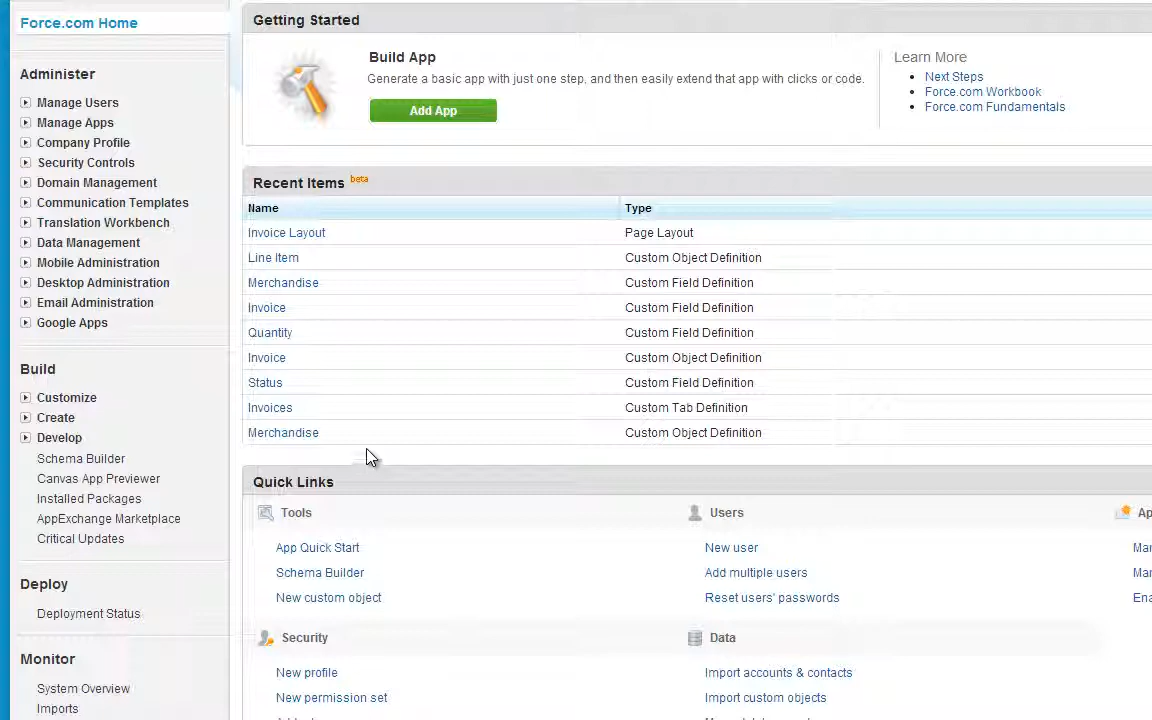 Force.com Home
Administer
Manage Users
Manage Apps
Company Profile
Security Controls
Domain Management
Communication Templates
Translation Workbench
Data Management
Mobile Administration
Desktop Administration
Email Administration
Google Apps
Build
Customize
Create
Develop
Schema Builder
Canvas App Previewer
Installed Packages
AppExchange Marketplace
Critical Updates
Deploy
Deployment Status
Monitor
System Overview
Imports
Getting Started
Build App
Generate a basic app with just one step, and then easily extend that app with clicks or code.
Add App
Learn More
Next Steps
Force.com Workbook
Force.com Fundamentals
Recent Items beta
Name Type
Invoice Layout Page Layout
Line Item Custom Object Definition
Merchandise Custom Field Definition
Invoice Custom Field Definition
Quantity Custom Field Definition
Invoice Custom Object Definition
Status Custom Field Definition
Invoices Custom Tab Definition
Merchandise Custom Object Definition
Quick Links
Tools
App Quick Start
Schema Builder
New custom object
Users
New user
Add multiple users
Reset users' passwords
Ap
Mar
Mar
Ena
Security
New profile
New permission set
Data
Import accounts & contacts
Import custom objects